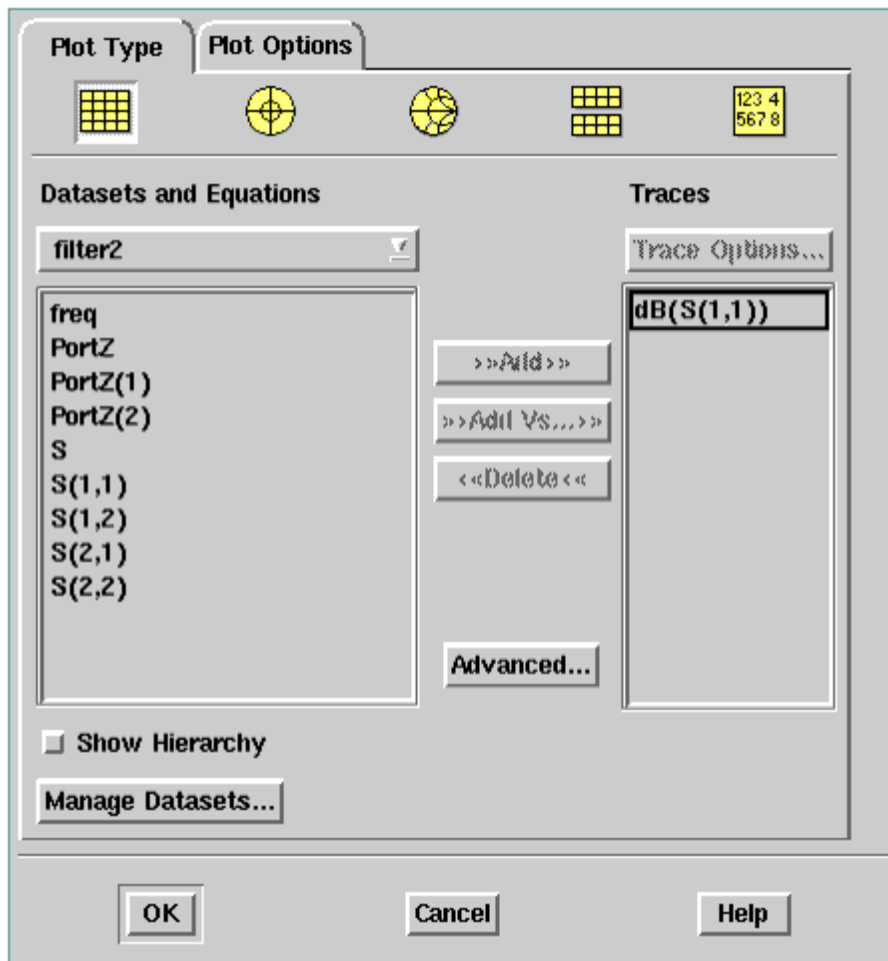 Plot Type
Plot Options
123 4
567 8
Datasets and Equations
Traces
filter2
Trace Options...
freq
PortZ
PortZ(1)
PortZ(2)
S
S(1,1)
S(1,2)
S(2,1)
S(2,2)
dB(S(1,1))
>>Add>>
>>Add Vs...>>
<<Delete<<
Advanced...
Show Hierarchy
Manage Datasets...
OK
Cancel
Help